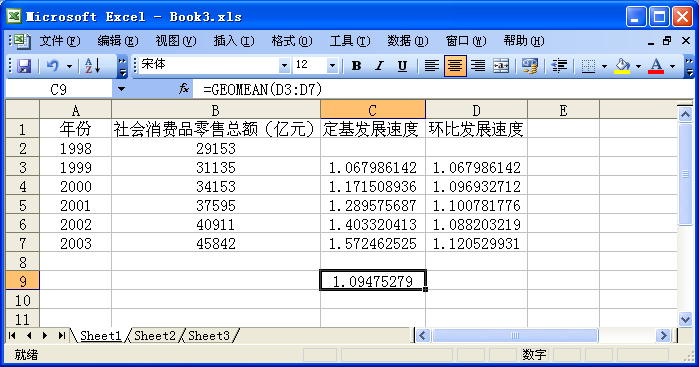 Microsoft Excel - Book3.xls
文件(F) 编辑(E) 视图(V) 插入(I) 格式(O) 工具(T) 数据(D) 窗口(W) 帮助(H)
宋体 12 B I U
C9 fx =GEOMEAN(D3:D7)
A B C D E
1 年份 社会消费品零售总额（亿元） 定基发展速度 环比发展速度
2 1998 29153
3 1999 31135 1.067986142 1.067986142
4 2000 34153 1.171508936 1.096932712
5 2001 37595 1.289575687 1.100781776
6 2002 40911 1.403320413 1.088203219
7 2003 45842 1.572462525 1.120529931
8
9 1.09475279
10
11
Sheet1 Sheet2 Sheet3
就绪 数字